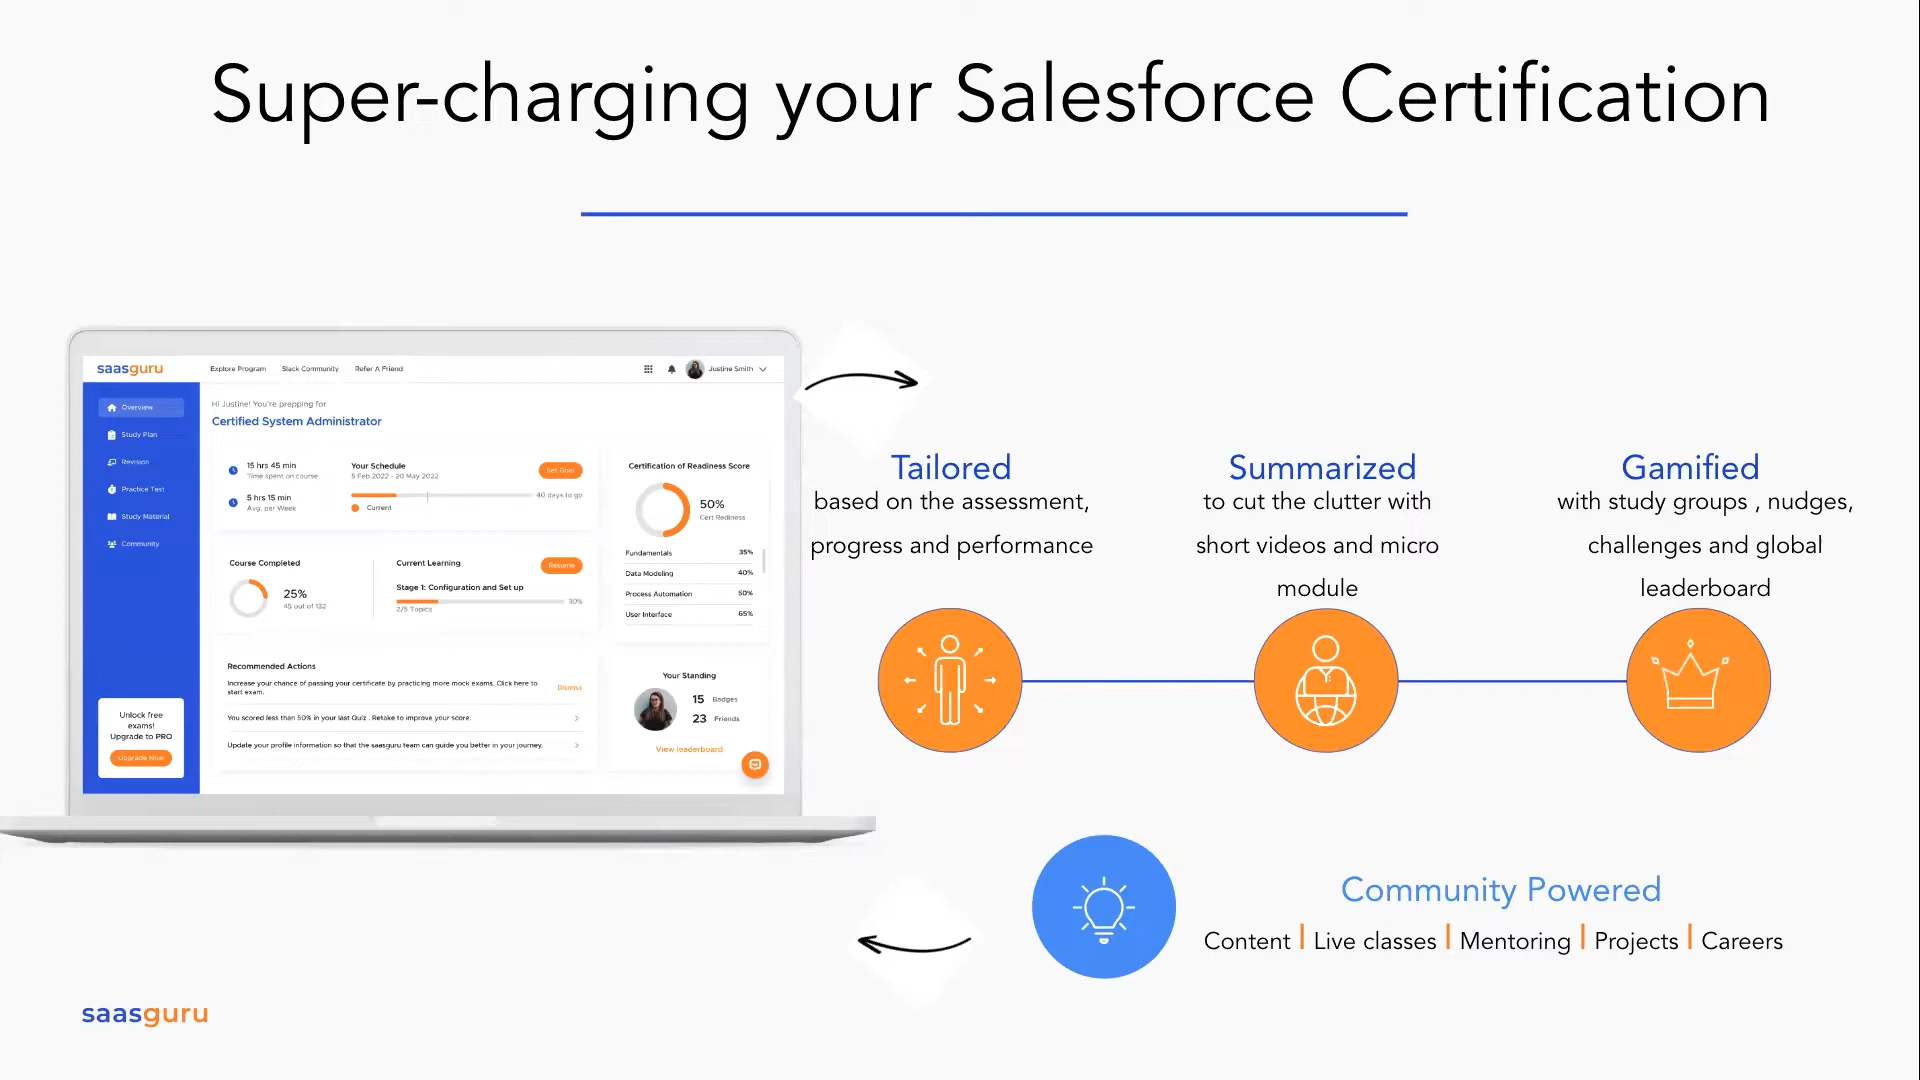 Super-charging your Salesforce Certification
saasguru
Explore Program
Slack Community
Refer A Friend
Justine Smith
Overview
Study Plan
Revision
Practice Test
Study Material
Community
Unlock free
exams!
Upgrade to PRO
Upgrade Now
Hi Justine! You're prepping for
Certified System Administrator
15 hrs 45 min
Time spent on course
5 hrs 15 min
Avg. per Week
Your Schedule
5 Feb 2022 - 20 May 2022
Set Goal
40 days to go
Current
Course Completed
25%
45 out of 132
Current Learning
Resume
Stage 1: Configuration and Set up
30%
2/5 Topics
Recommended Actions
Increase your chance of passing your certificate by practicing more mock exams. Click here to
start exam.
Dismiss
You scored less than 50% in your last Quiz . Retake to improve your score.
Update your profile information so that the saasguru team can guide you better in your journey.
Certification of Readiness Score
50%
Cert Rediness
Fundamentals 35%
Data Modeling 40%
Process Automation 50%
User Interface 65%
Your Standing
15 Badges
23 Friends
View leaderboard
Tailored
based on the assessment,
progress and performance
Summarized
to cut the clutter with
short videos and micro
module
Gamified
with study groups , nudges,
challenges and global
leaderboard
Community Powered
Content | Live classes | Mentoring | Projects | Careers
saasguru